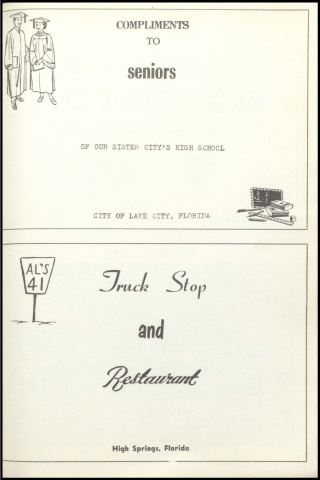 COMPLIMENTS
TO
seniors
OF OUR SISTER CITY'S HIGH SCHOOL
CITY OF LAKE CITY, FLORIDA
AL'S
41
Truck Stop
and
Restaurant
High Springs, Florida